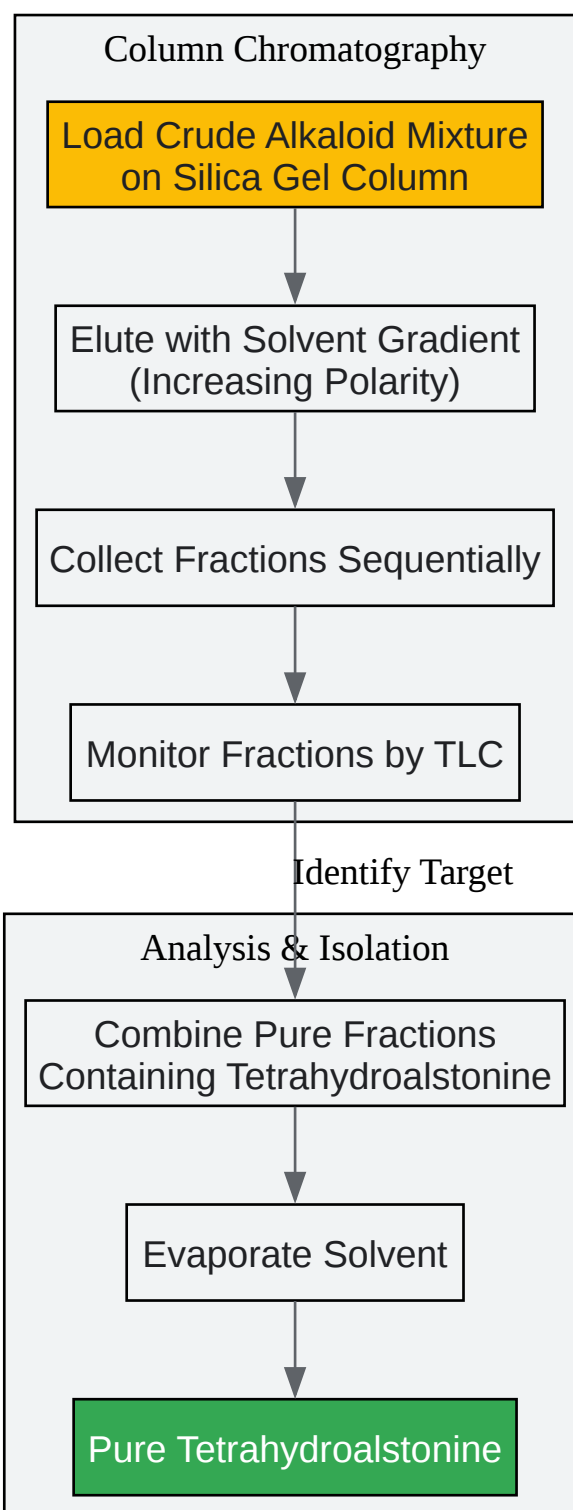 Column Chromatography
Load Crude Alkaloid Mixture
on Silica Gel Column
Elute with Solvent Gradient
(Increasing Polarity)
Collect Fractions Sequentially
Monitor Fractions by TLC
Identify Target
Analysis & Isolation
Combine Pure Fractions
Containing Tetrahydroalstonine
Evaporate Solvent
Pure Tetrahydroalstonine